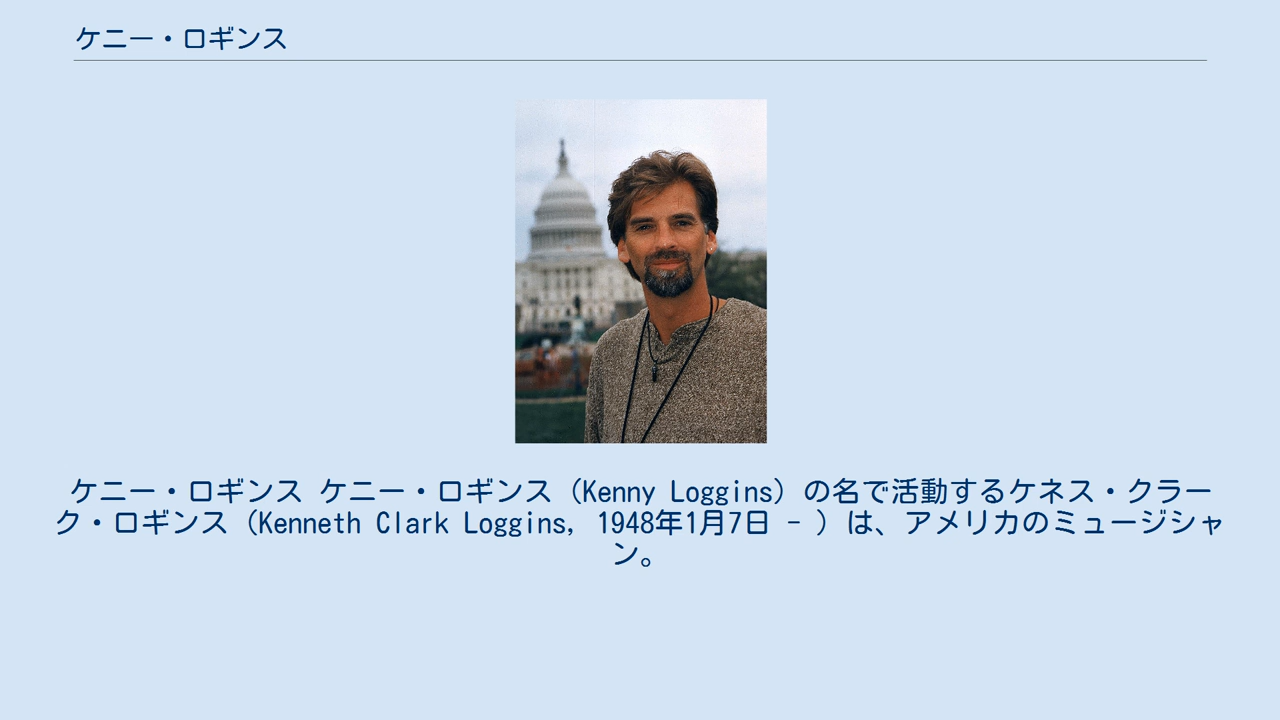 ケニー・ロギンス
ケニー・ロギンス ケニー・ロギンス（Kenny Loggins）の名で活動するケネス・クラー
ク・ロギンス（Kenneth Clark Loggins, 1948年1月7日 - ）は、アメリカのミュージシャ
ン。